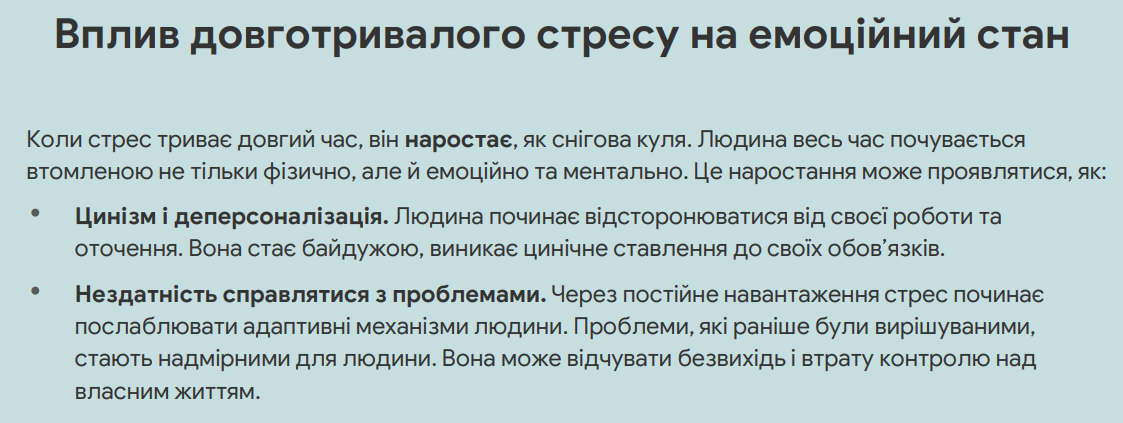 Вплив довготривалого стресу на емоційний стан
Коли стрес триває довгий час, він наростає, як снігова куля. Людина весь час почувається
втомленою не тільки фізично, але й емоційно та ментально. Це наростання може проявлятися, як:
• Цинізм і деперсоналізація. Людина починає відсторонюватися від своєї роботи та
оточення. Вона стає байдужою, виникає цинічне ставлення до своїх обов’язків.
• Нездатність справлятися з проблемами. Через постійне навантаження стрес починає
послаблювати адаптивні механізми людини. Проблеми, які раніше були вирішуваними,
стають надмірними для людини. Вона може відчувати безвихідь і втрату контролю над
власним життям.